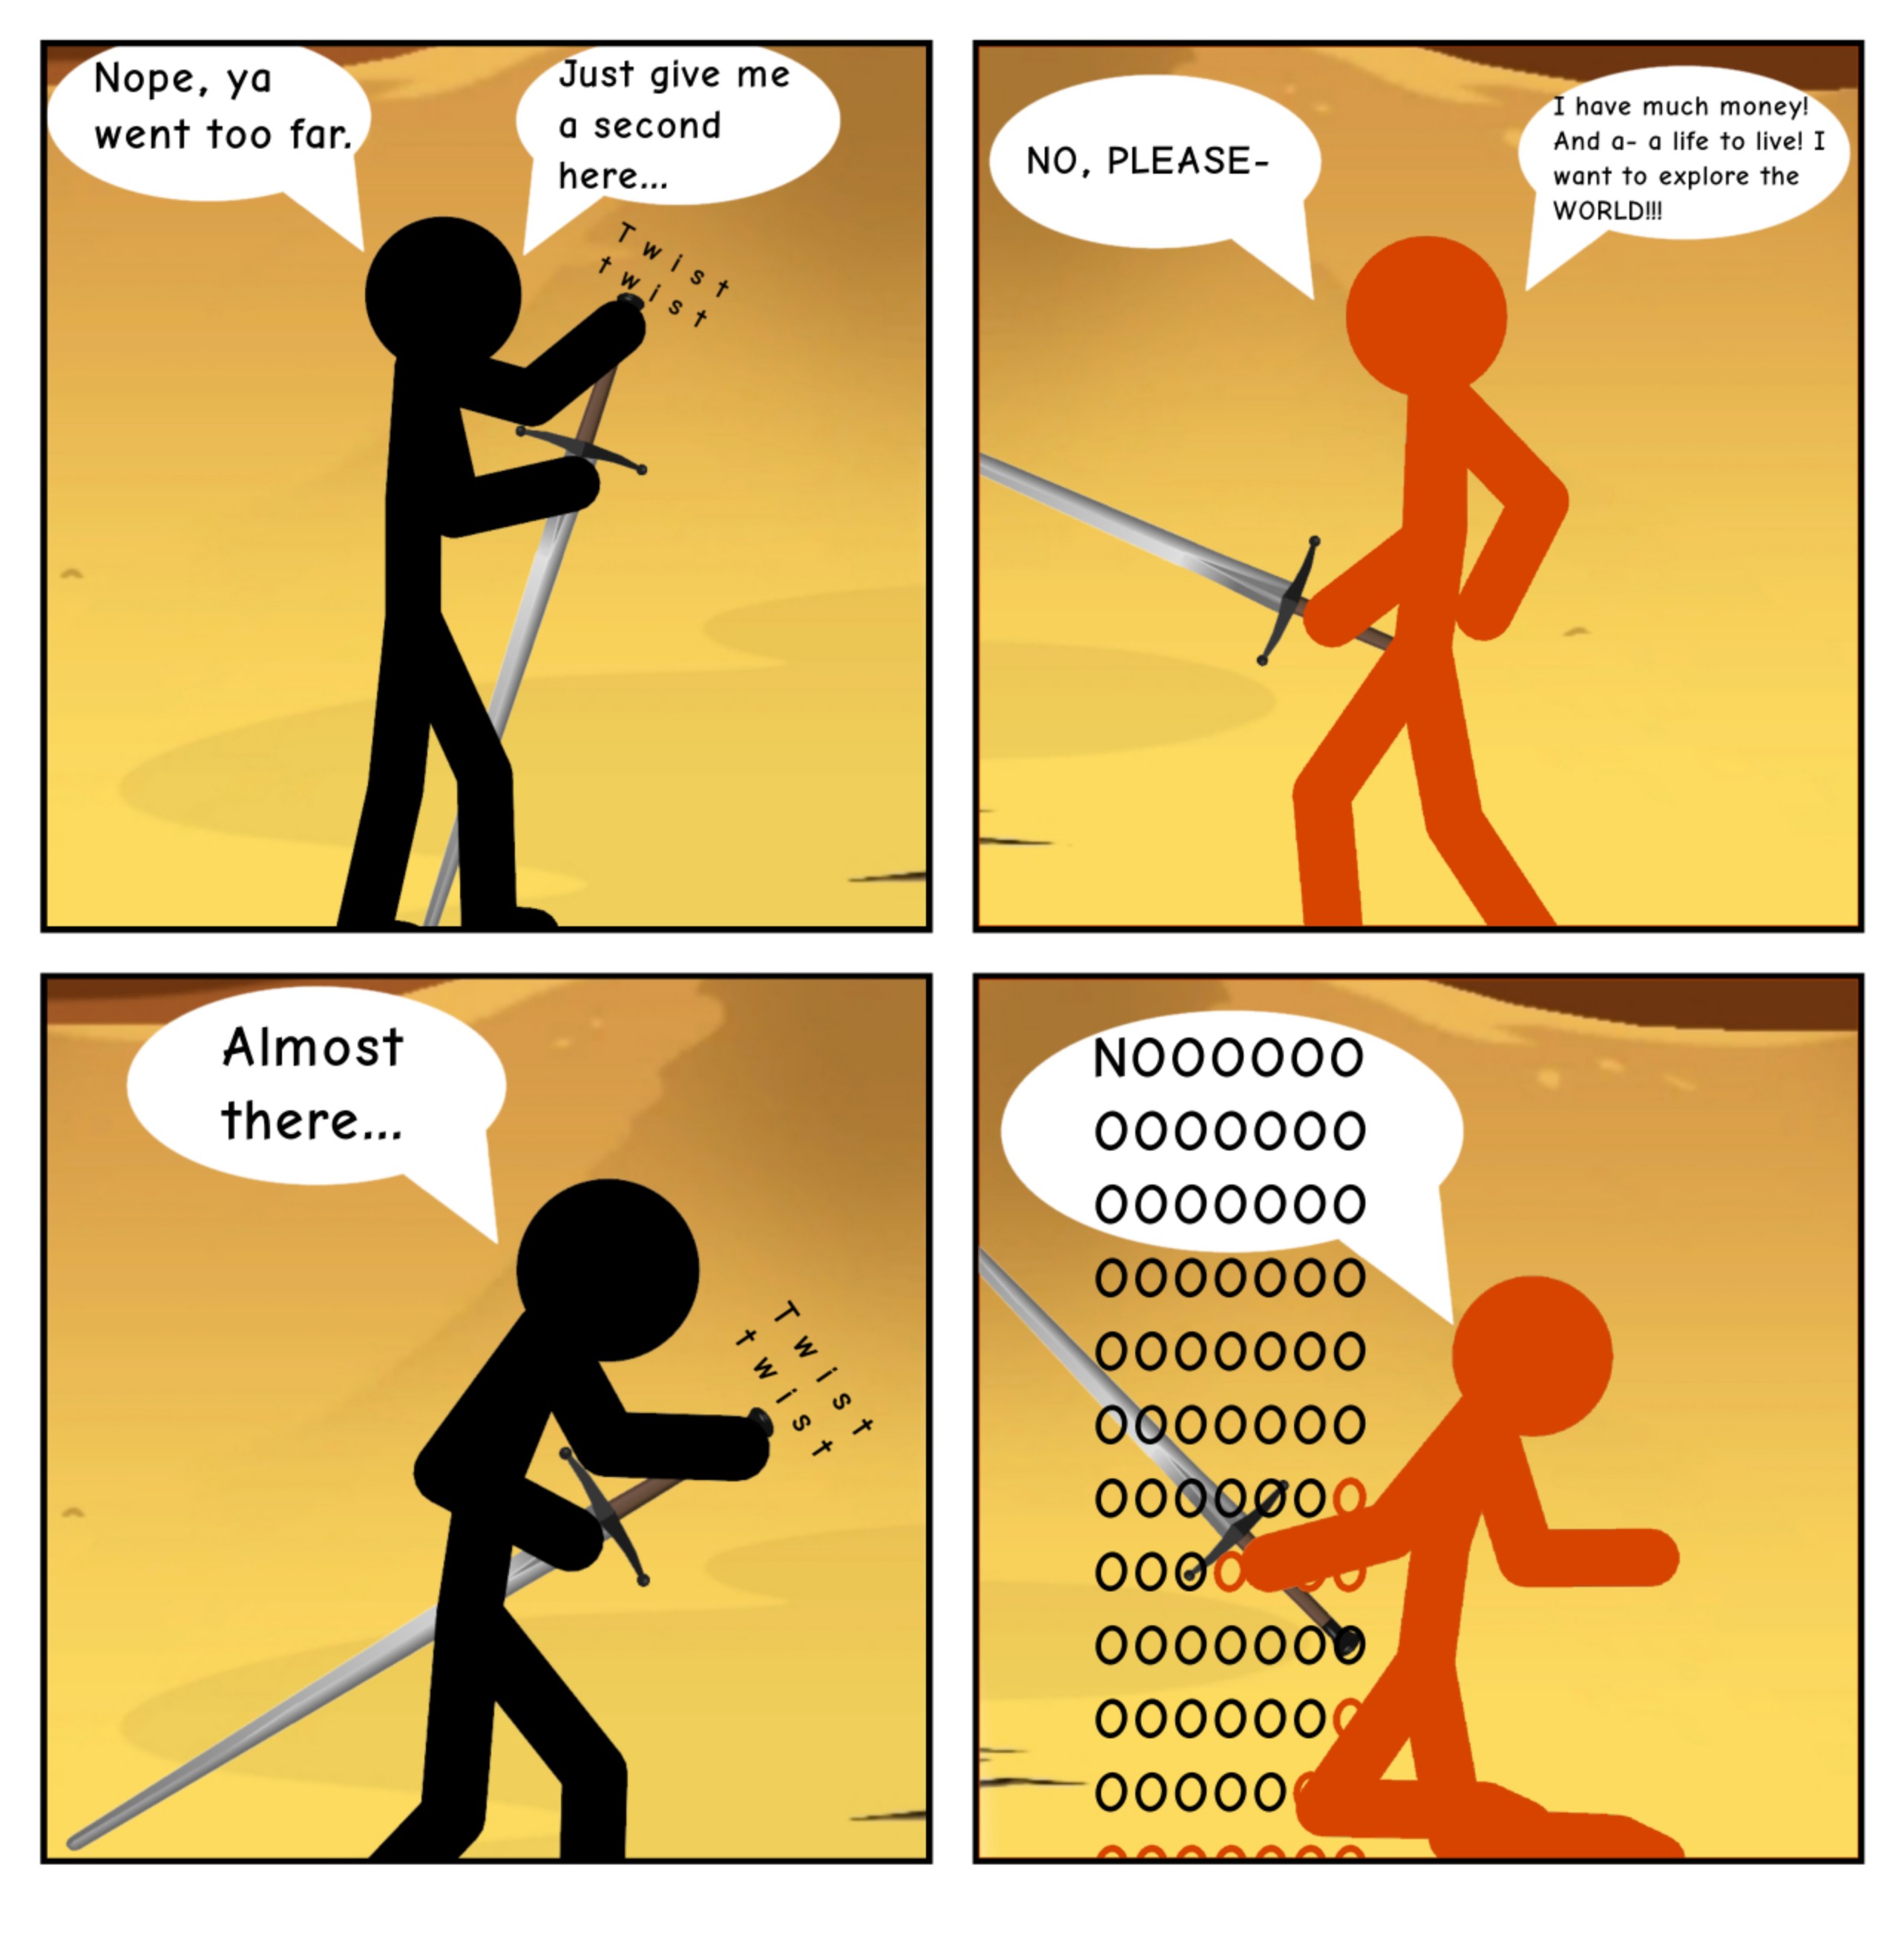 Nope, ya
went too far.
Just give me
a second
here...
Twist
twist
NO, PLEASE-
I have much money!
And a- a life to live! I
want to explore the
WORLD!!!
Almost
there...
Twist
twist
NOOOOOO
OOOOOOO
OOOOOOO
OOOOOOO
OOOOOOO
OOOOOOO
OOOOOOO
OOOOOOO
OOOOOOO
OOOOOOO
OOOOOO
OOOOOOO